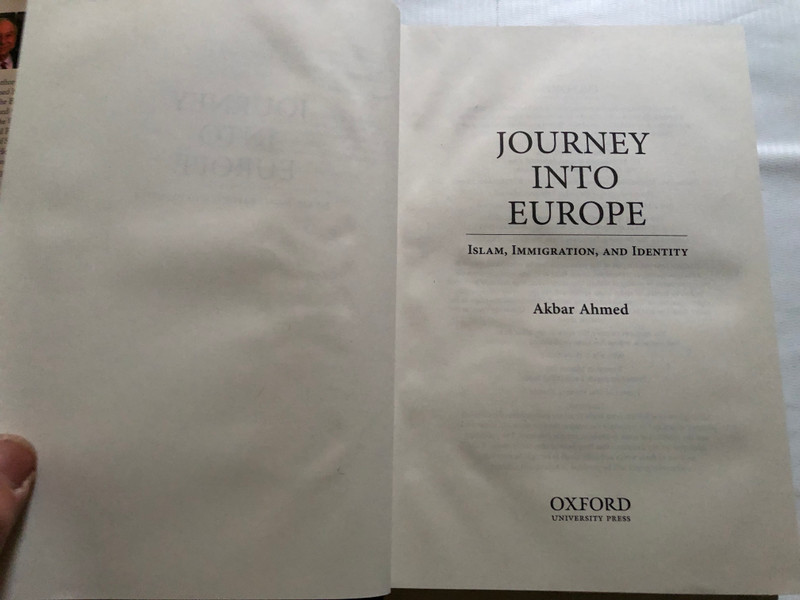 JOURNEY
INTO
EUROPE
Islam, Immigration, and Identity
Akbar Ahmed
OXFORD
UNIVERSITY PRESS